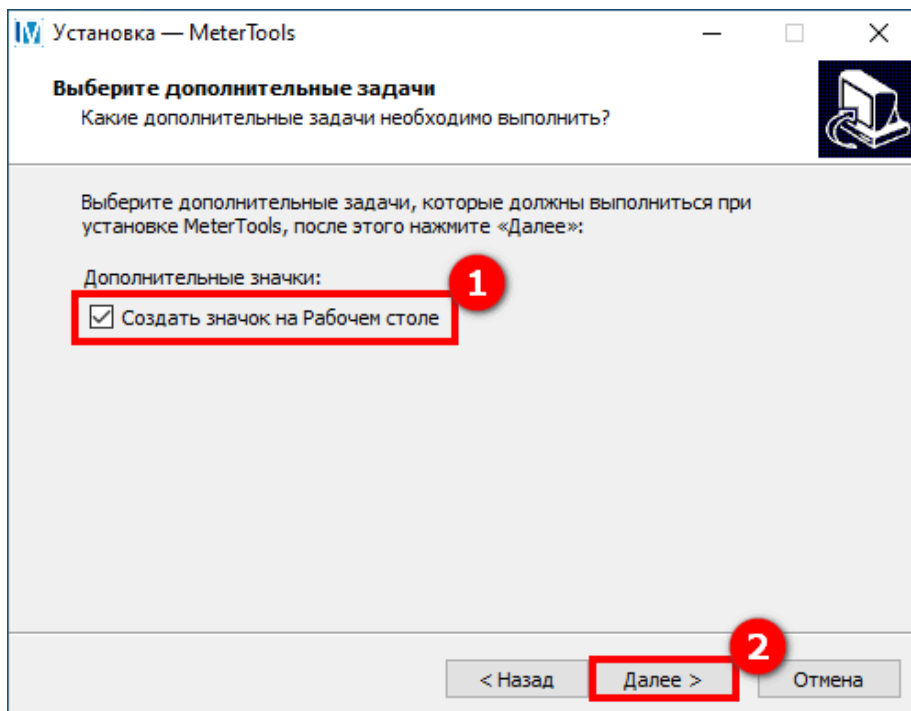 Установка — MeterTools
Выберите дополнительные задачи
Какие дополнительные задачи необходимо выполнить?
Выберите дополнительные задачи, которые должны выполниться при
установке MeterTools, после этого нажмите «Далее»:
Дополнительные значки:
1
Создать значок на Рабочем столе
2
< Назад
Далее >
Отмена